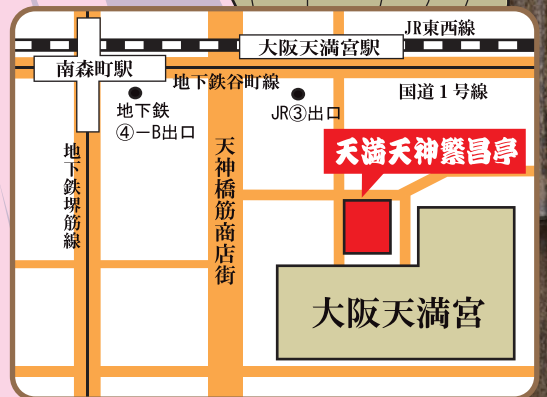 JR東西線
大阪天満宮駅
南森町駅
地下鉄谷町線
国道1号線
地下鉄
④−B出口
JR③出口
天満天神繁昌亭
地下鉄堺筋線
天神橋筋商店街
大阪天満宮